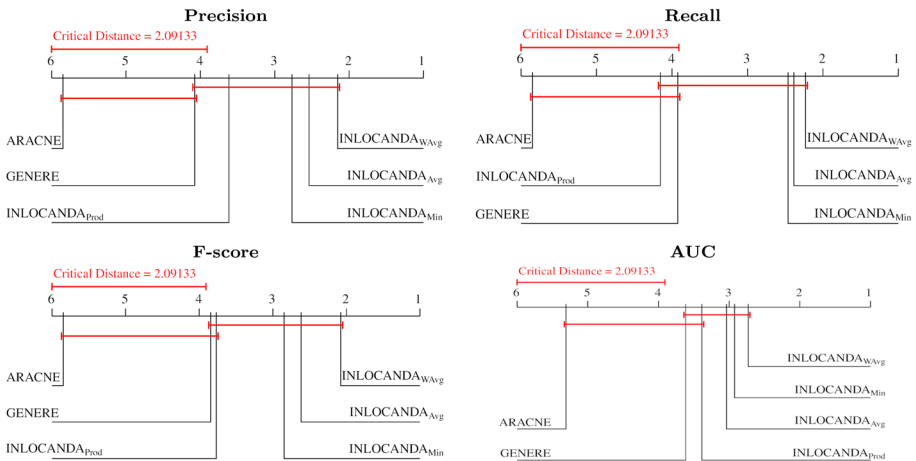 Precision
Critical Distance = 2.09133
6 5 4 3 2 1
ARACNE
INLOCANDA_WAvg
GENERE
INLOCANDA_Avg
INLOCANDA_Prod
INLOCANDA_Min
Recall
Critical Distance = 2.09133
6 5 4 3 2 1
ARACNE
INLOCANDA_WAvg
INLOCANDA_Prod
INLOCANDA_Avg
GENERE
INLOCANDA_Min
F-score
Critical Distance = 2.09133
6 5 4 3 2 1
ARACNE
INLOCANDA_WAvg
GENERE
INLOCANDA_Avg
INLOCANDA_Prod
INLOCANDA_Min
AUC
Critical Distance = 2.09133
6 5 4 3 2 1
INLOCANDA_WAvg
INLOCANDA_Min
ARACNE
INLOCANDA_Avg
GENERE
INLOCANDA_Prod